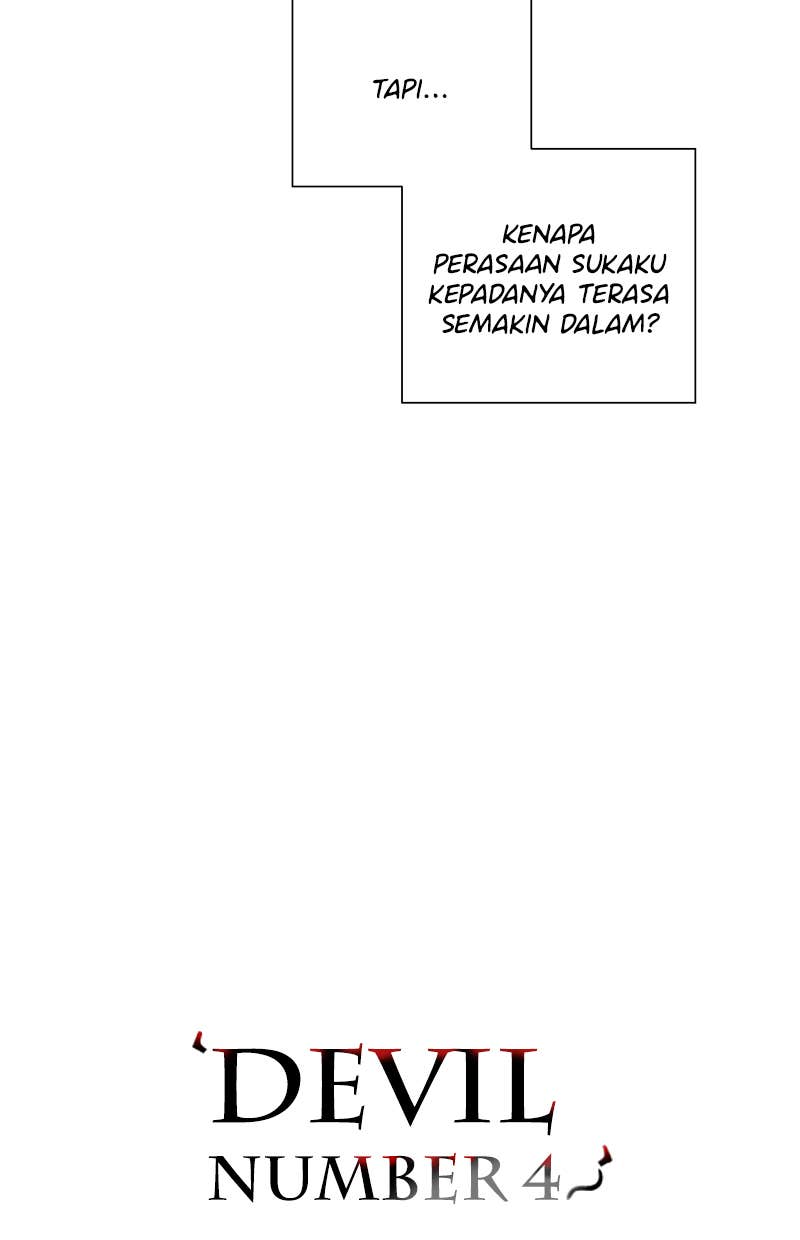 TAPI...
KENAPA
PERASAAN SUKAKU
KEPADANYA TERASA
SEMAKIN DALAM?
DEVIL
NUMBER 4